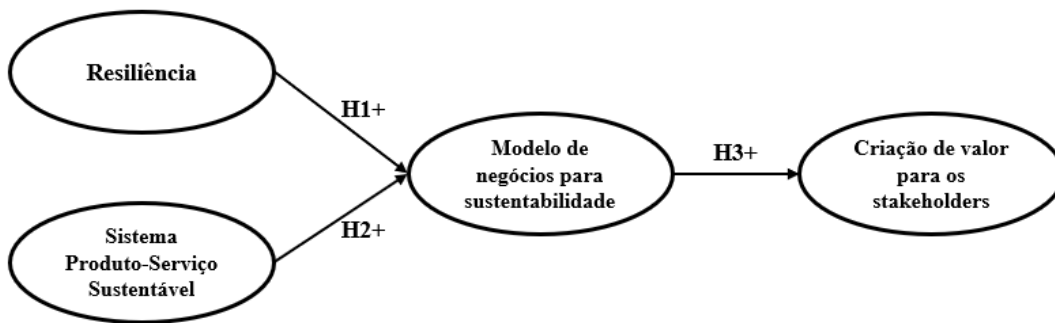 Resiliência
H1+
Sistema
Produto-Serviço
Sustentável
H2+
Modelo de
negócios para
sustentabilidade
H3+
Criação de valor
para os
stakeholders